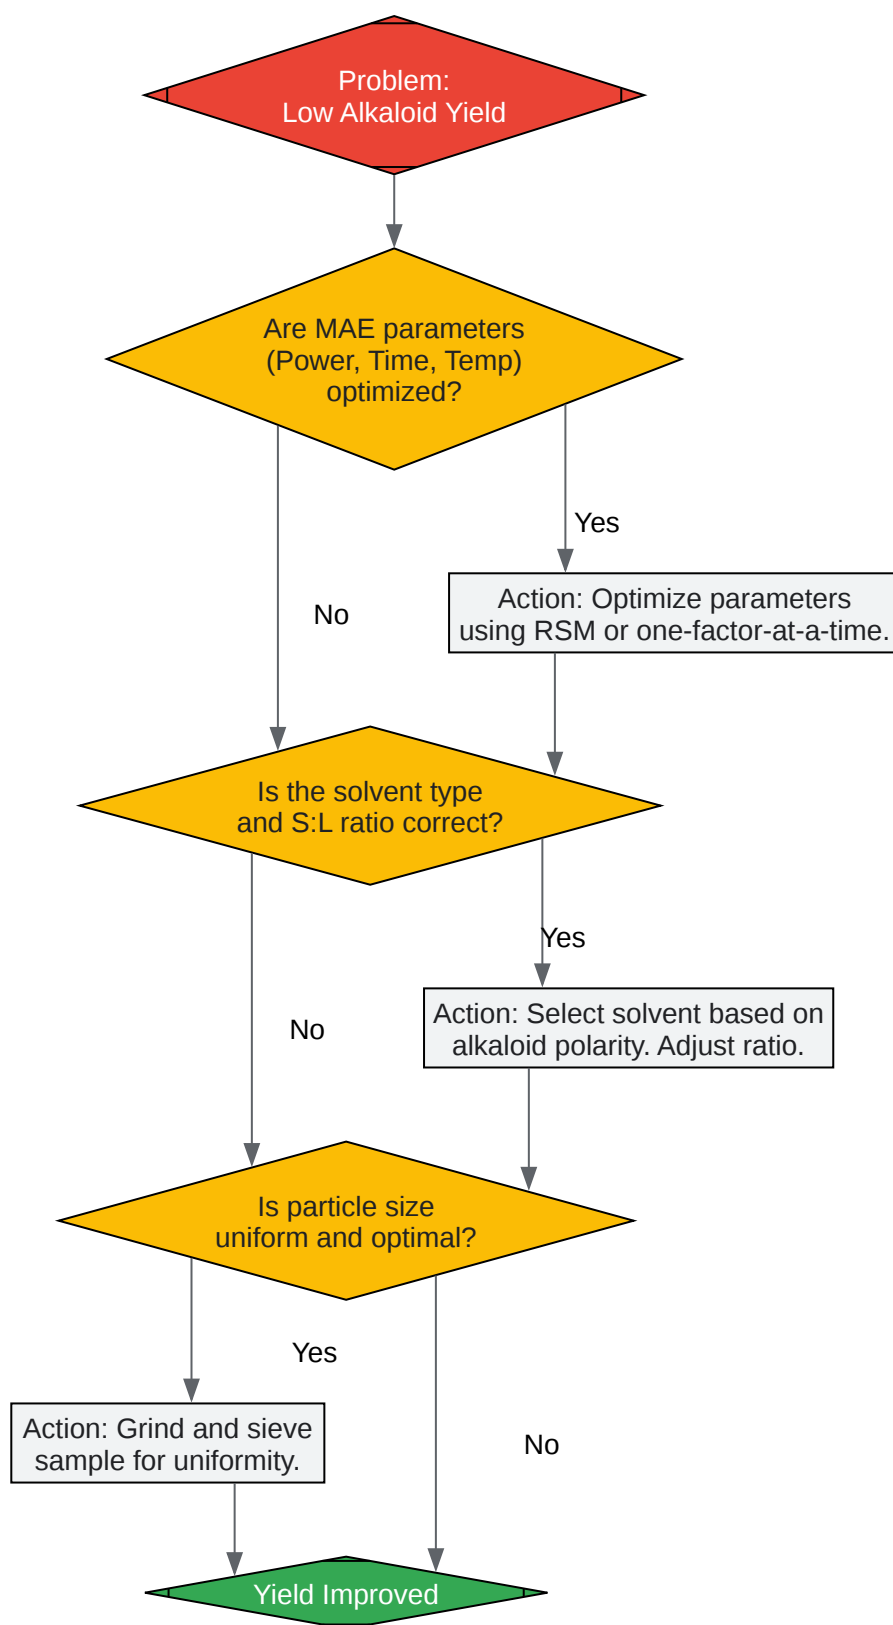 Problem:
Low Alkaloid Yield
Are MAE parameters
(Power, Time, Temp)
optimized?
Yes
Action: Optimize parameters
using RSM or one-factor-at-a-time.
No
Is the solvent type
and S:L ratio correct?
Yes
Action: Select solvent based on
alkaloid polarity. Adjust ratio.
No
Is particle size
uniform and optimal?
Yes
Action: Grind and sieve
sample for uniformity.
No
Yield Improved